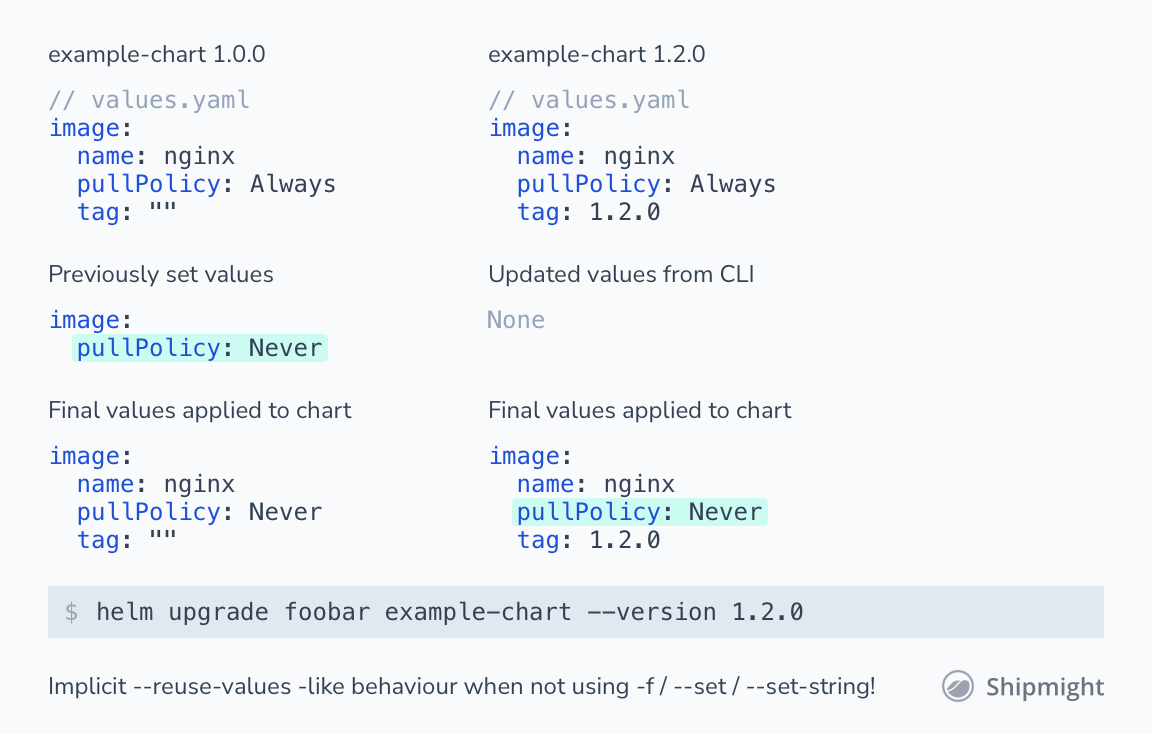 example-chart 1.0.0
// values.yaml
image:
  name: nginx
  pullPolicy: Always
  tag: ""
Previously set values
image:
  pullPolicy: Never
Final values applied to chart
image:
  name: nginx
  pullPolicy: Never
  tag: ""
example-chart 1.2.0
// values.yaml
image:
  name: nginx
  pullPolicy: Always
  tag: 1.2.0
Updated values from CLI
None
Final values applied to chart
image:
  name: nginx
  pullPolicy: Never
  tag: 1.2.0
$ helm upgrade foobar example-chart --version 1.2.0
Implicit --reuse-values -like behaviour when not using -f / --set / --set-string!
Shipmight